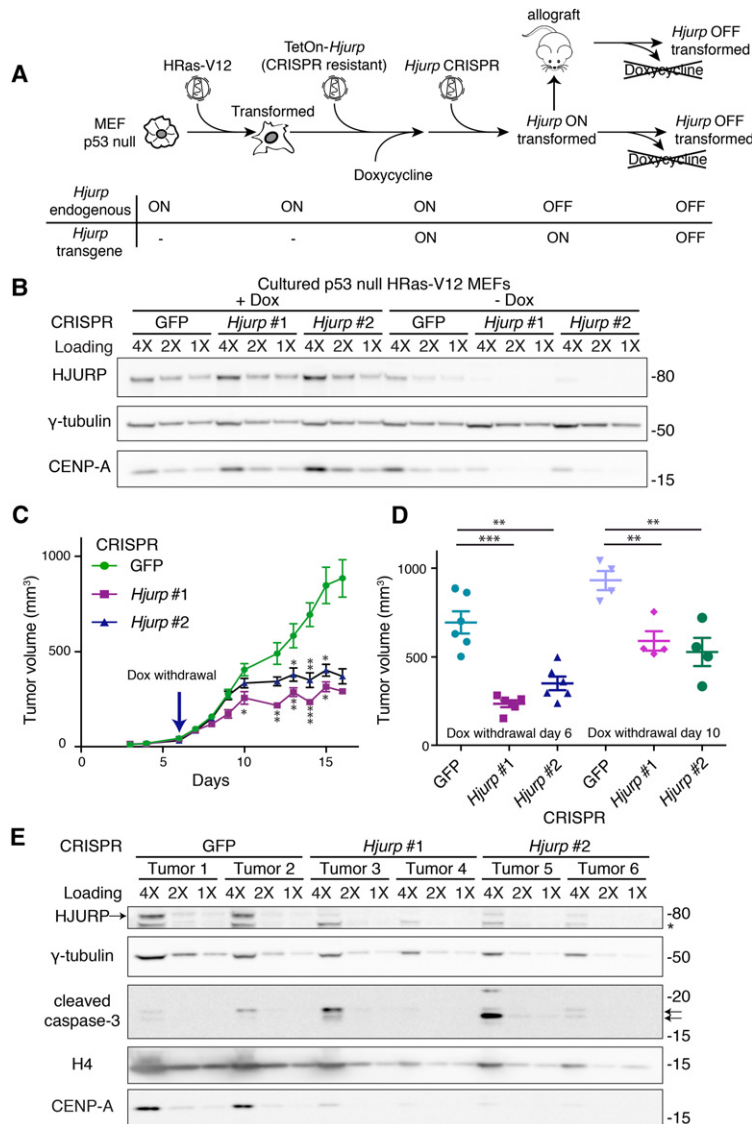 A
HRas-V12
TetOn-Hjurp
(CRISPR resistant)
Hjurp CRISPR
allograft
Hjurp OFF
transformed
Doxycycline
MEF
p53 null
Transformed
Doxycycline
Hjurp ON
transformed
Hjurp OFF
transformed
Doxycycline
Hjurp
endogenous ON ON ON OFF OFF
Hjurp
transgene - - ON ON OFF
B
Cultured p53 null HRas-V12 MEFs
+ Dox - Dox
CRISPR GFP Hjurp #1 Hjurp #2 GFP Hjurp #1 Hjurp #2
Loading 4X 2X 1X 4X 2X 1X 4X 2X 1X 4X 2X 1X 4X 2X 1X 4X 2X 1X
HJURP -80
γ-tubulin -50
CENP-A -15
C
CRISPR
GFP
Hjurp #1
Hjurp #2
Dox withdrawal
Tumor volume (mm³)
1000
500
0
* ** *** *** * ** **** * *
0 5 10 15
Days
D
** **
*** **
Tumor volume (mm³)
1000
500
0
Dox withdrawal day 6 Dox withdrawal day 10
GFP Hjurp #1 Hjurp #2 GFP Hjurp #1 Hjurp #2
CRISPR
E
CRISPR GFP Hjurp #1 Hjurp #2
Tumor 1 Tumor 2 Tumor 3 Tumor 4 Tumor 5 Tumor 6
Loading 4X 2X 1X 4X 2X 1X 4X 2X 1X 4X 2X 1X 4X 2X 1X 4X 2X 1X
HJURP -80
*
γ-tubulin -50
cleaved
caspase-3
-20
-15
H4 -15
CENP-A -15